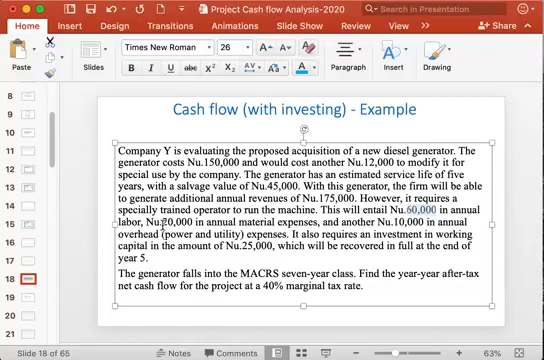 Project Cash flow Analysis-2020
Search in Presentation
Home Insert Design Transitions Animations Slide Show Share
Times New Roman 26
Paste Slides B I U abc X² X₂ AV Aa A Paragraph Insert Drawing
8
9
10
11
12
13
14
15
16
17
18
19
20
21
Cash flow (with investing) - Example
Company Y is evaluating the proposed acquisition of a new diesel generator. The
generator costs Nu.150,000 and would cost another Nu.12,000 to modify it for
special use by the company. The generator has an estimated service life of five
years, with a salvage value of Nu.45,000. With this generator, the firm will be able
to generate additional annual revenues of Nu.175,000. However, it requires a
specially trained operator to run the machine. This will entail Nu.60,000 in annual
labor, Nu.20,000 in annual material expenses, and another Nu.10,000 in annual
overhead (power and utility) expenses. It also requires an investment in working
capital in the amount of Nu.25,000, which will be recovered in full at the end of
year 5.
The generator falls into the MACRS seven-year class. Find the year-year after-tax
net cash flow for the project at a 40% marginal tax rate.
Slide 18 of 65 Notes Comments 63%